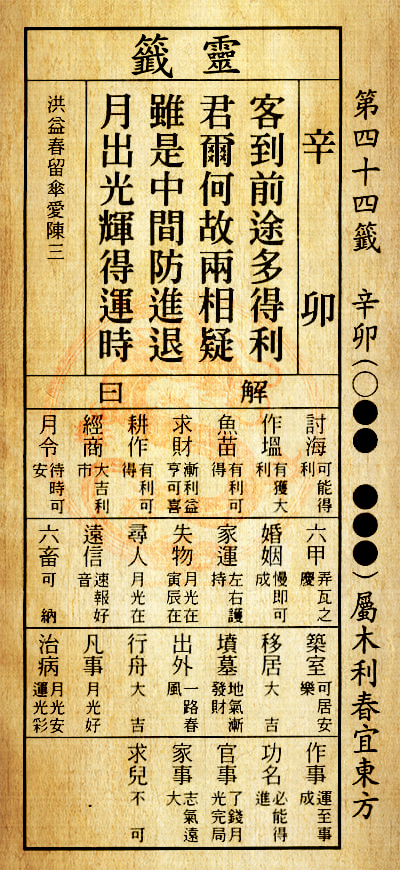 第四十四籤 辛卯(○●● ●●●)屬木利春宜東方
靈籤
辛卯
客到前途多得利
君爾何故兩相疑
雖是中間防進退
月出光輝得運時
洪益春留傘愛陳三
解曰
討海 可能得利
作塭 有獲大利
魚苗 有利可得
求財 漸利益亨可喜
耕作 有利可得
經商 大吉利市
月令 待時可安
六甲 弄瓦之慶
婚姻 慢即可成
家運 左右護持
失物 月光在寅辰在
尋人 月光在
遠信 速報好音
六畜 可納
築室 可居安樂
移居 大吉
墳墓 地氣漸發財
出外 一路春風
行舟 大吉
凡事 月光好
治病 月光安運光彩
作事 運至事成
功名 必能得進
官事 了錢月光完局
家事 志氣遠大
求兒 不可